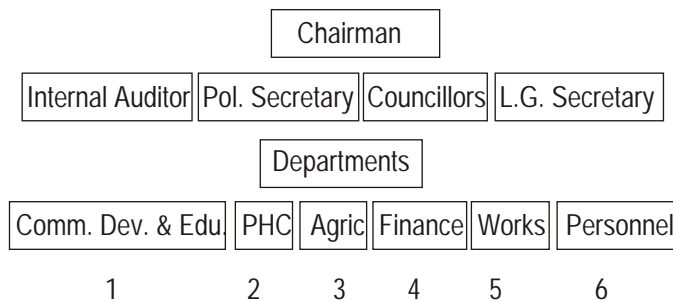 Chairman
Internal Auditor Pol. Secretary Councillors L.G. Secretary
Departments
Comm. Dev. & Edu. PHC Agric Finance Works Personnel
1 2 3 4 5 6